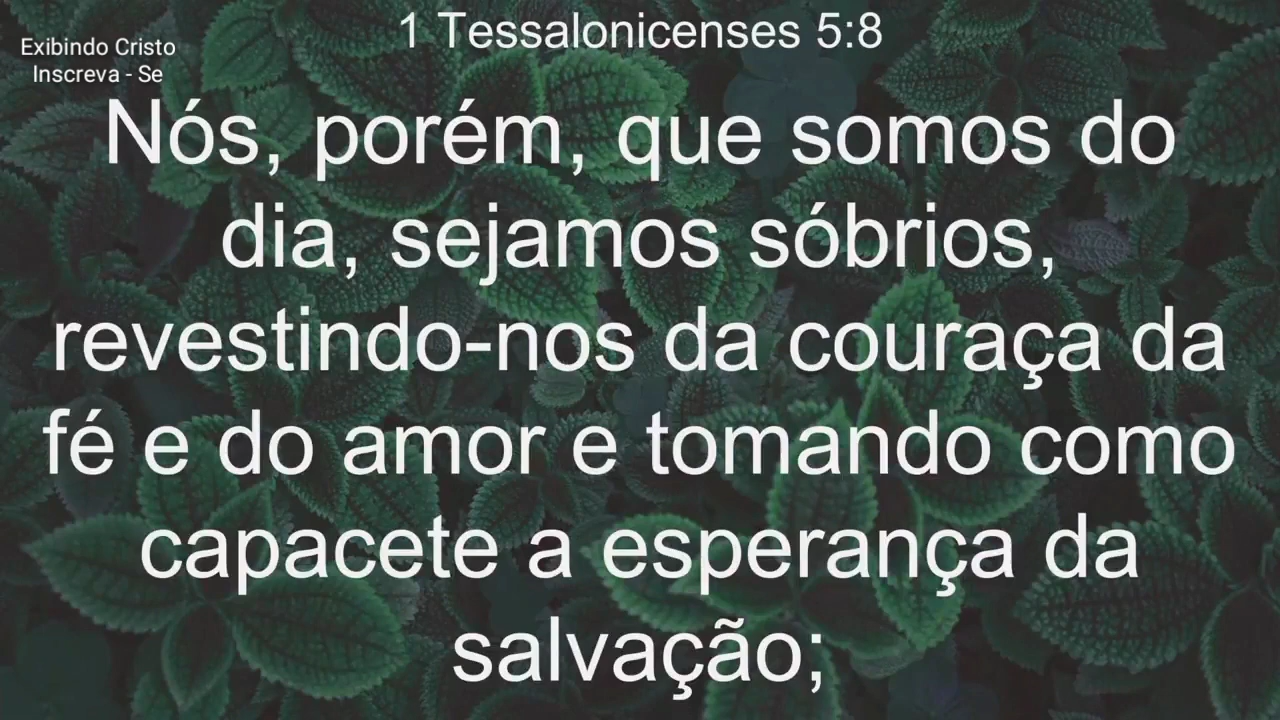 1 Tessalonicenses 5:8
Exibindo Cristo
Inscreva - Se
Nós, porém, que somos do
dia, sejamos sóbrios,
revestindo-nos da couraça da
fé e do amor e tomando como
capacete a esperança da
salvação;